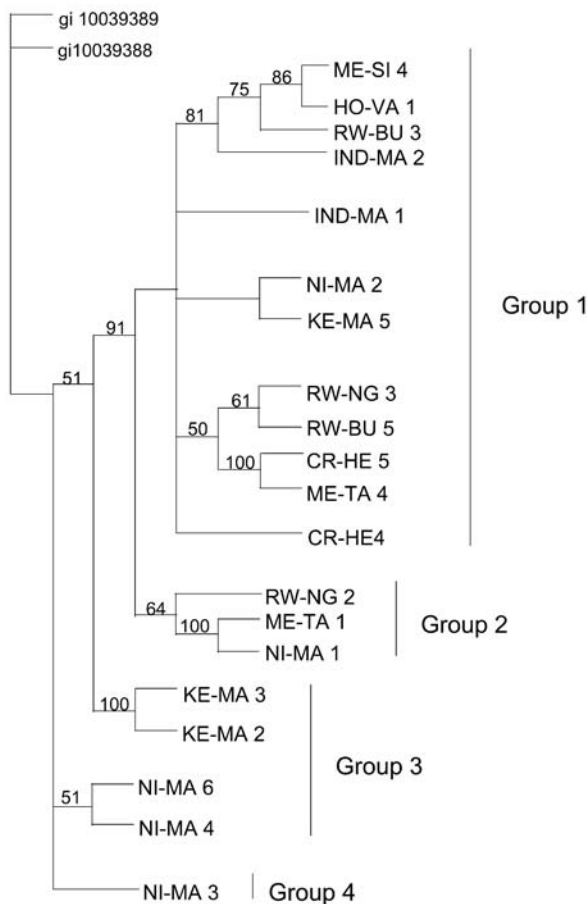 gi 10039389
gi10039388
86
ME-SI 4
75
HO-VA 1
81
RW-BU 3
IND-MA 2
IND-MA 1
NI-MA 2
Group 1
KE-MA 5
91
51
RW-NG 3
61
RW-BU 5
50
CR-HE 5
100
ME-TA 4
CR-HE4
RW-NG 2
64
ME-TA 1
100
Group 2
NI-MA 1
KE-MA 3
100
KE-MA 2
Group 3
NI-MA 6
51
NI-MA 4
NI-MA 3
Group 4